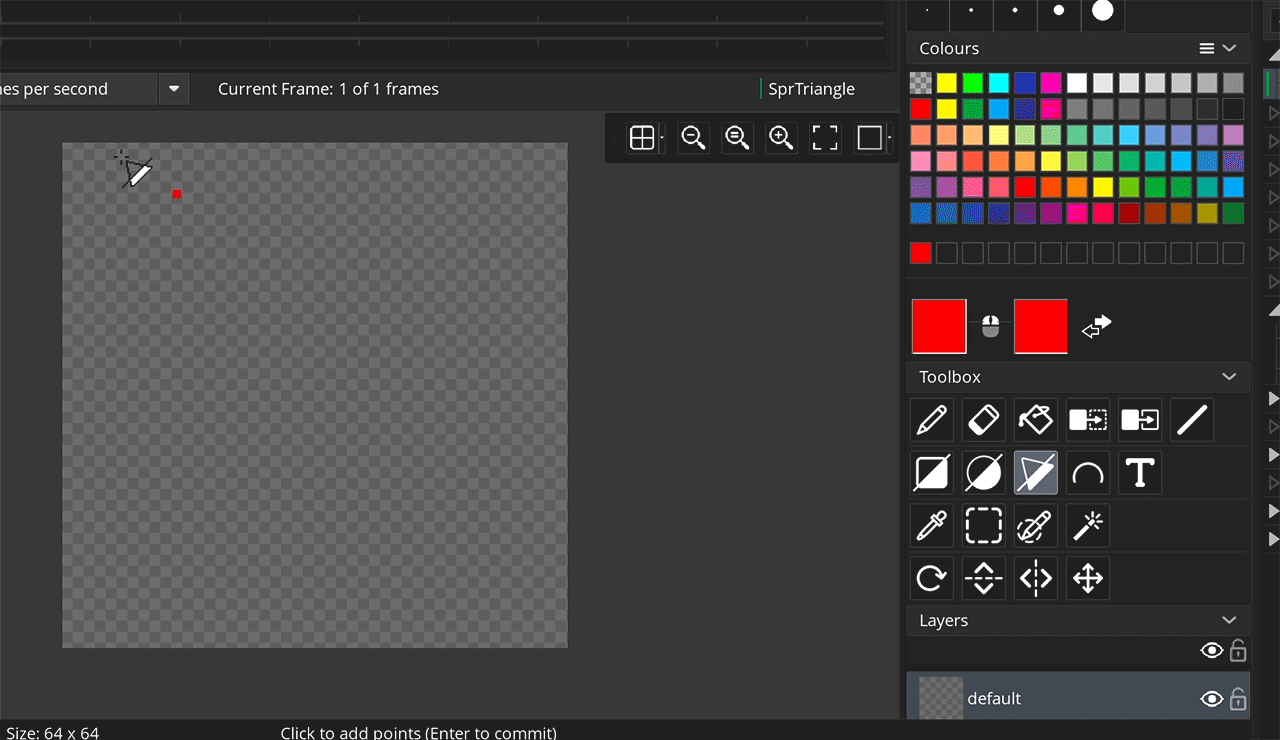 es per second
Current Frame: 1 of 1 frames
SprTriangle
Colours
Toolbox
T
Layers
default
Size: 64 x 64
Click to add points (Enter to commit)